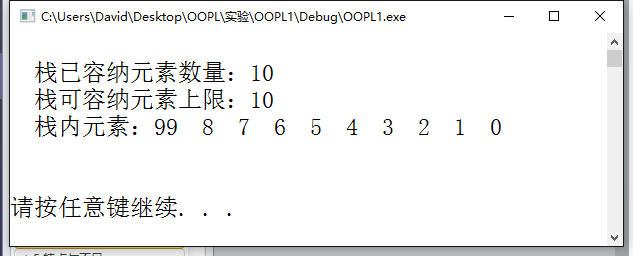 C:\Users\David\Desktop\OOPL\实验\OOPL1\Debug\OOPL1.exe
栈已容纳元素数量: 10
栈可容纳元素上限: 10
栈内元素: 99 8 7 6 5 4 3 2 1 0
请按任意键继续. . .